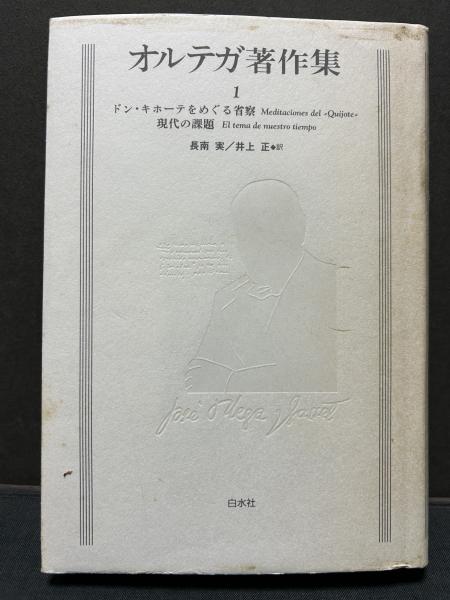 オルテガ著作集
1
ドン・キホーテをめぐる省察 Meditaciones del «Quijote»
現代の課題 El tema de nuestro tiempo
長南 実／井上 正◆訳
José Ortega y Gasset
白水社